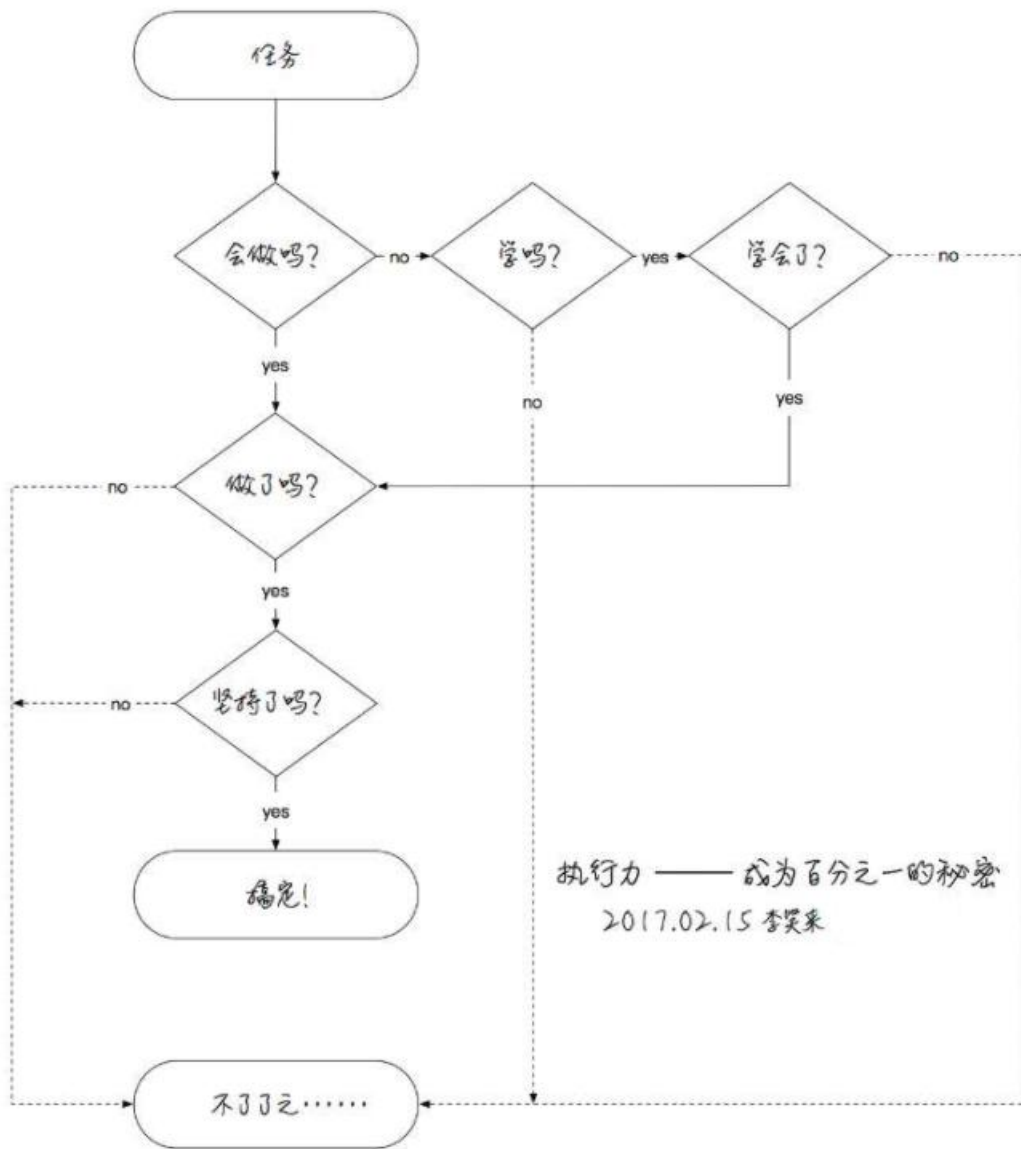 任务
会做吗?
no
学吗?
yes
学会了?
no
yes
no
yes
no
做了吗?
yes
no
坚持了吗?
yes
搞定!
执行力 —— 成为百分之一的秘密
2017.02.15 李笑来
不了了之······